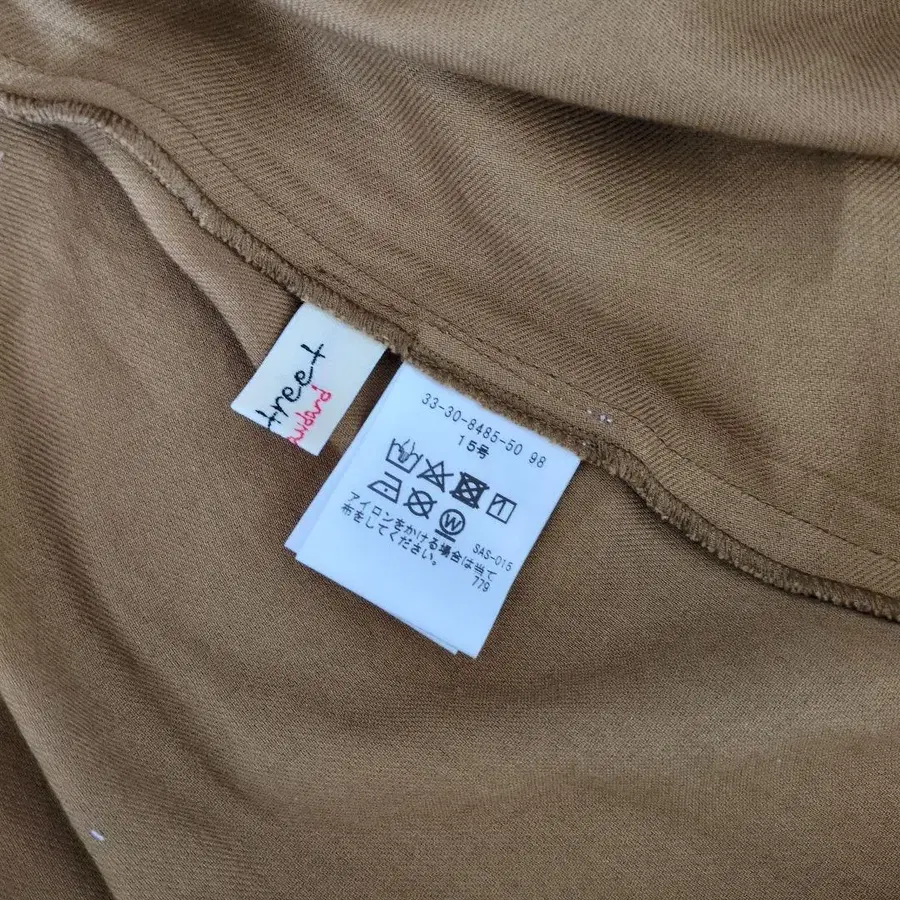 treet
33-30-8485-50 98
15号
W
SAS-015
アイロンをかける場合は当て
布をしてください。
779